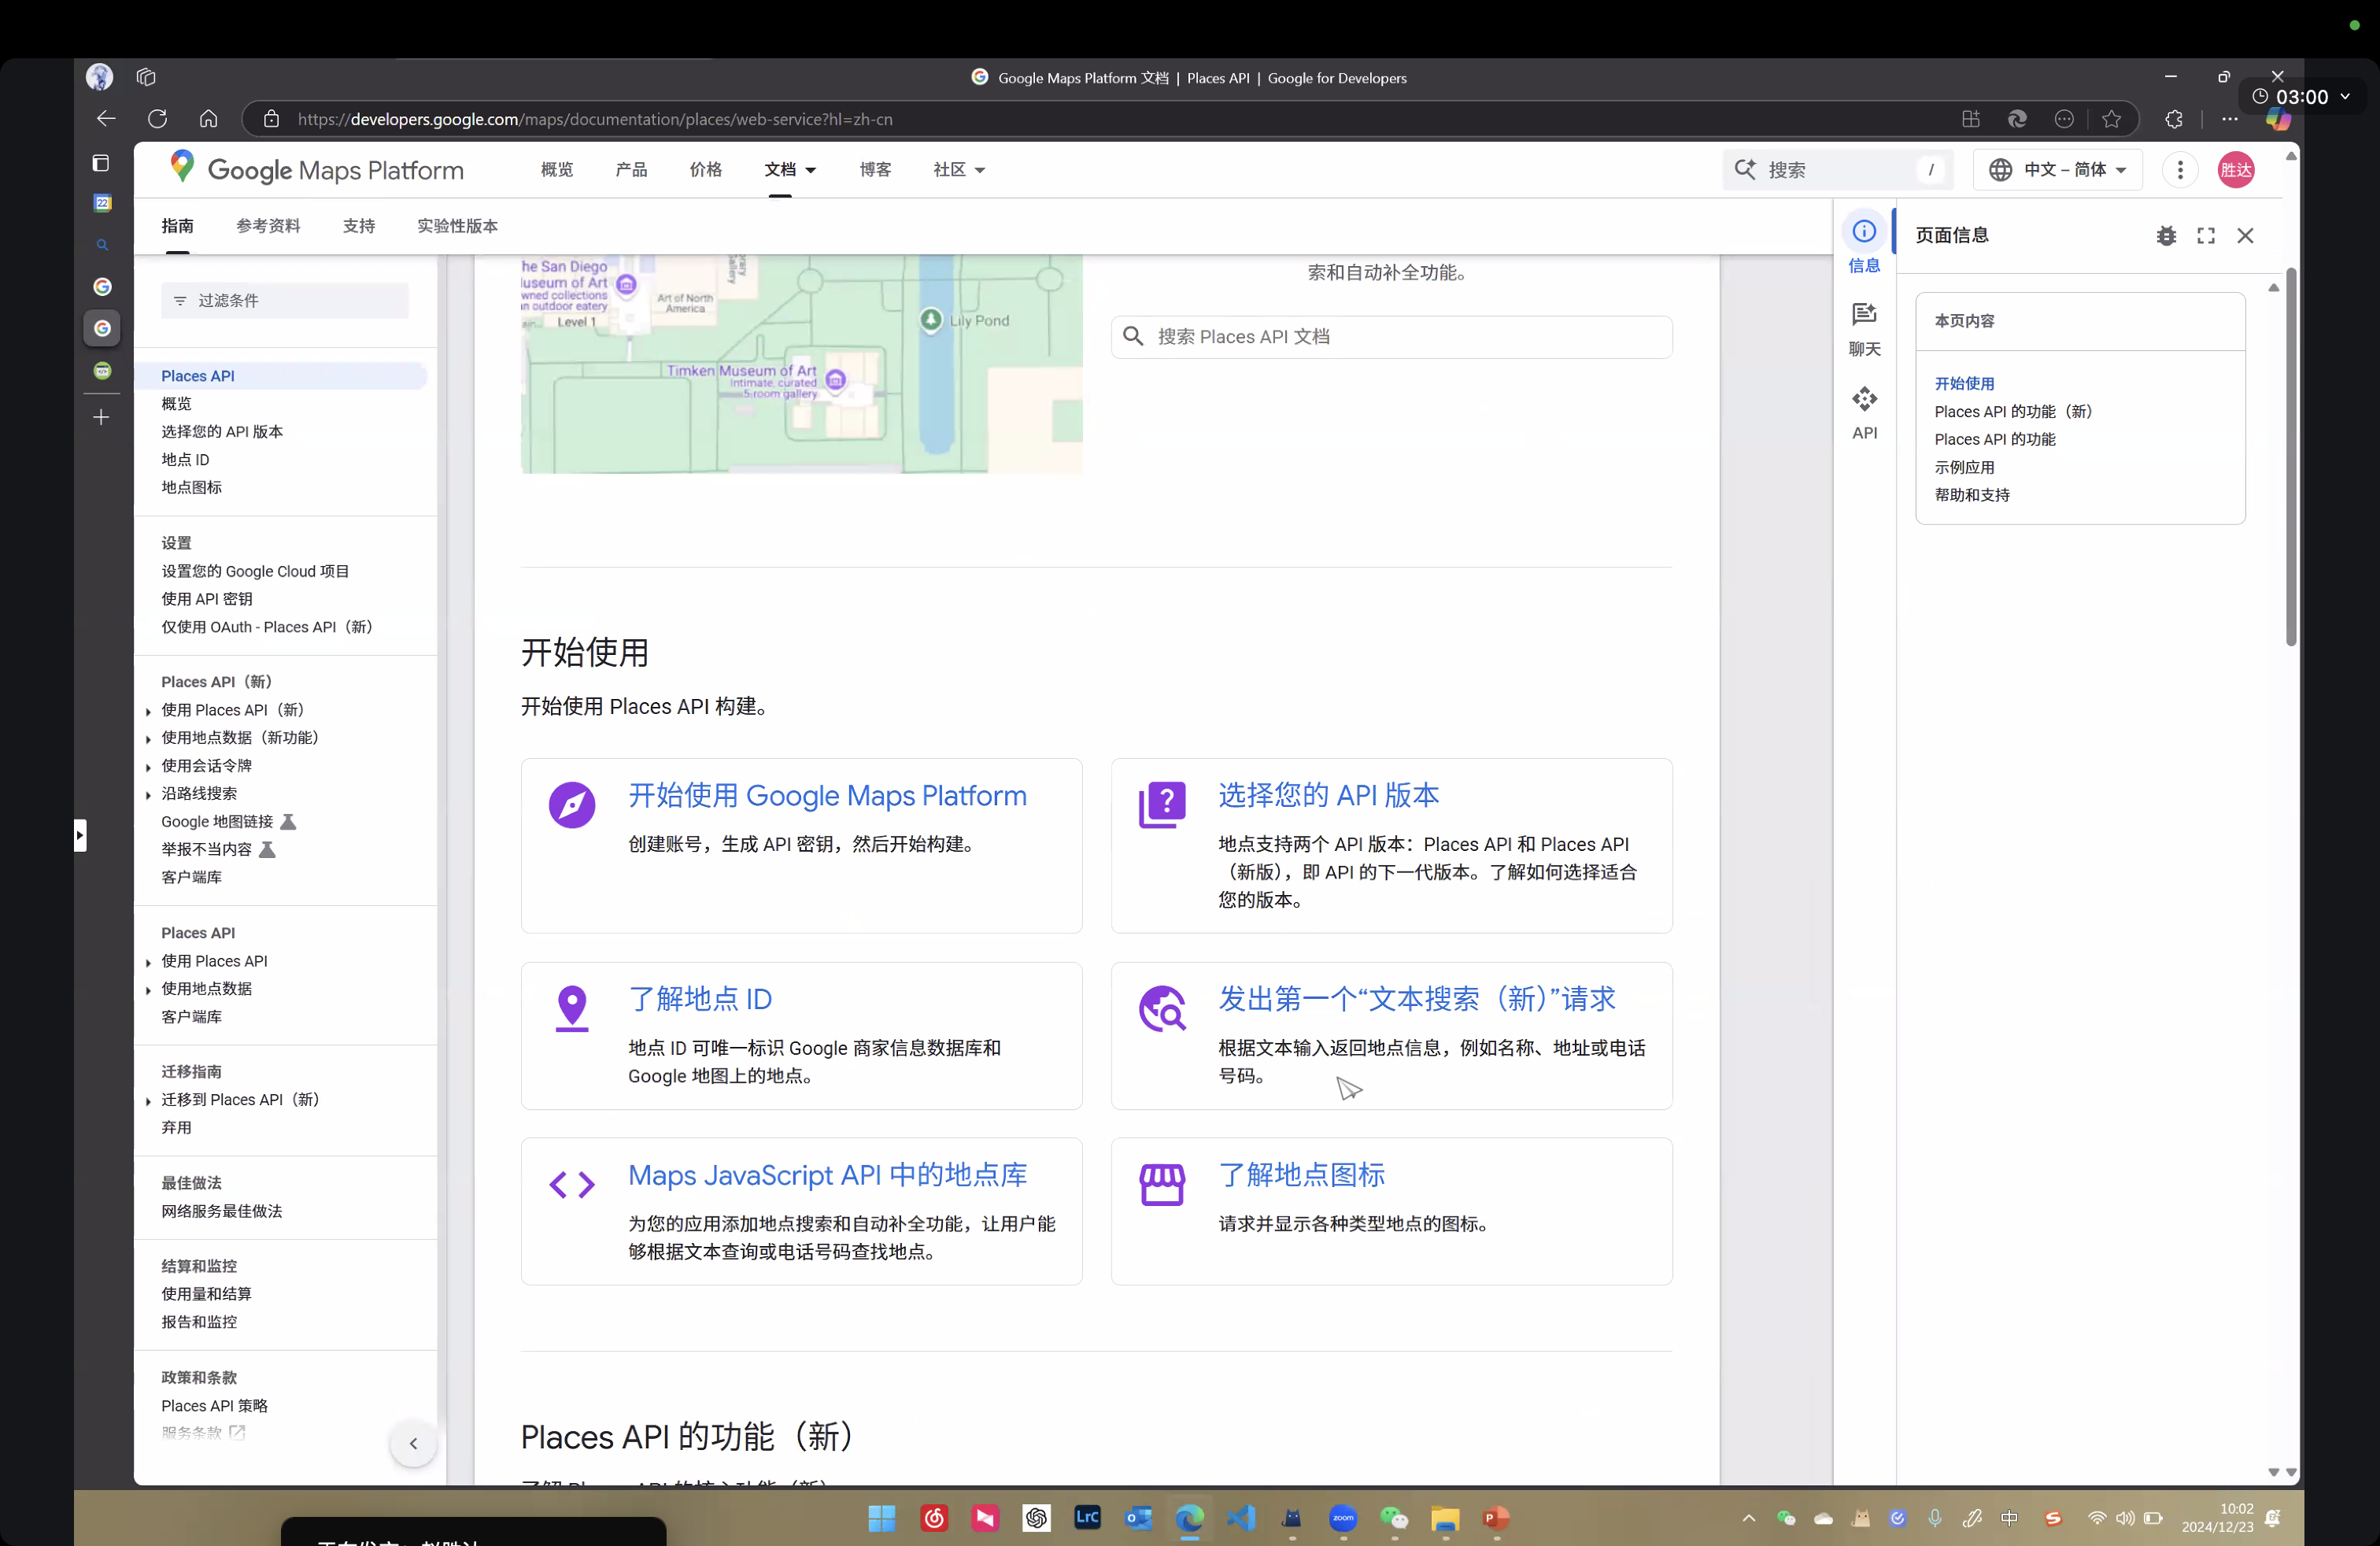 Google Maps Platform 文档 | Places API | Google for Developers
03:00
https://developers.google.com/maps/documentation/places/web-service?hl=zh-cn
22
Google Maps Platform
概览
产品
价格
文档
博客
社区
搜索
/
中文 – 简体
胜达
指南
参考资料
支持
实验性版本
过滤条件
Places API
概览
选择您的 API 版本
地点 ID
地点图标
设置
设置您的 Google Cloud 项目
使用 API 密钥
仅使用 OAuth - Places API（新）
Places API（新）
使用 Places API（新）
使用地点数据（新功能）
使用会话令牌
沿路线搜索
Google 地图链接
举报不当内容
客户端库
Places API
使用 Places API
使用地点数据
客户端库
迁移指南
迁移到 Places API（新）
弃用
最佳做法
网络服务最佳做法
结算和监控
使用量和结算
报告和监控
政策和条款
Places API 策略
服务条款
he San Diego
useum of Art
wned collections
n outdoor eatery
Level 1
Art of North
America
Lily Pond
Timken Museum of Art
Intimate, curated
5-room gallery
索和自动补全功能。
搜索 Places API 文档
开始使用
开始使用 Places API 构建。
开始使用 Google Maps Platform
创建账号，生成 API 密钥，然后开始构建。
选择您的 API 版本
地点支持两个 API 版本：Places API 和 Places API
（新版），即 API 的下一代版本。了解如何选择适合
您的版本。
了解地点 ID
地点 ID 可唯一标识 Google 商家信息数据库和
Google 地图上的地点。
发出第一个“文本搜索（新）”请求
根据文本输入返回地点信息，例如名称、地址或电话
号码。
Maps JavaScript API 中的地点库
为您的应用添加地点搜索和自动补全功能，让用户能
够根据文本查询或电话号码查找地点。
了解地点图标
请求并显示各种类型地点的图标。
Places API 的功能（新）
信息
聊天
API
页面信息
本页内容
开始使用
Places API 的功能（新）
Places API 的功能
示例应用
帮助和支持
LrC
zoom
中
10:02
2024/12/23